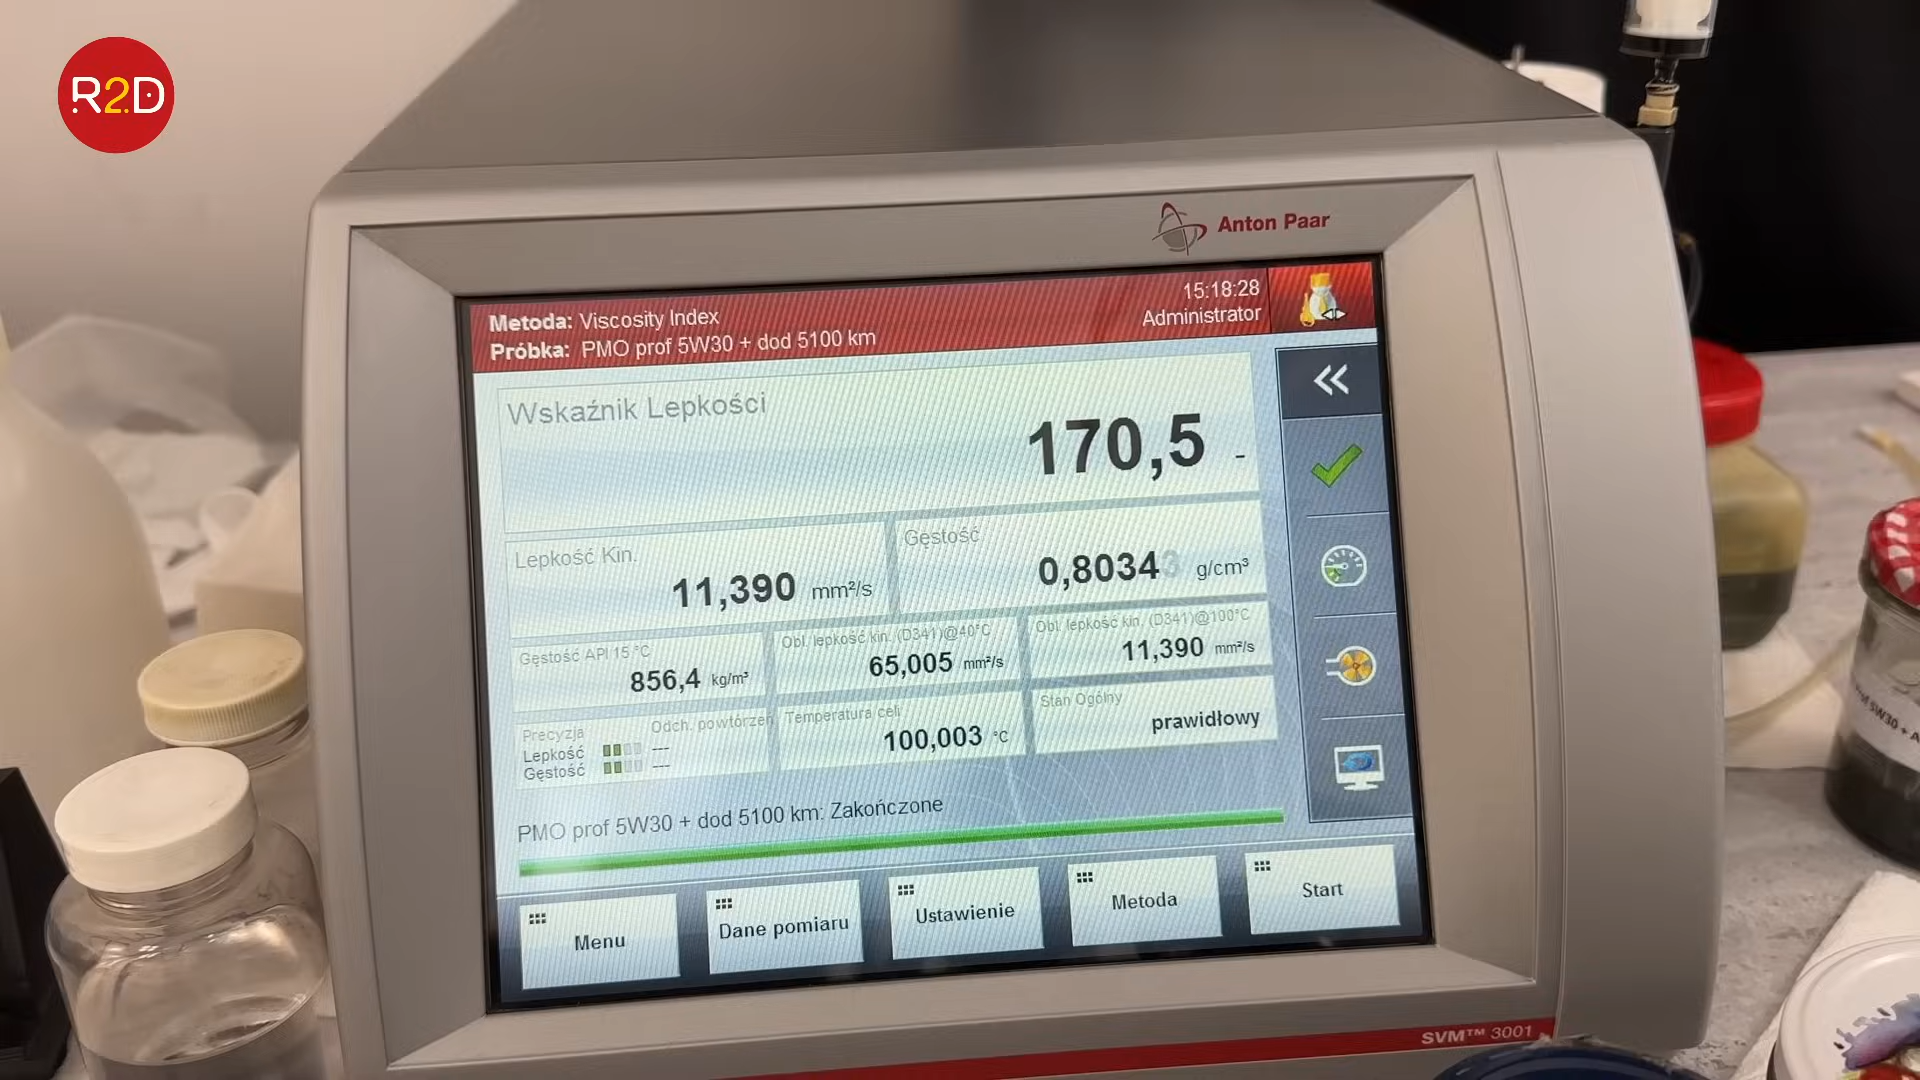 R2D
Anton Paar
Metoda: Viscosity Index
Próbka: PMO prof 5W30 + dod 5100 km
15:18:28
Administrator
Wskaźnik Lepkości
170,5 -
Lepkość Kin.
11,390 mm²/s
Gęstość
0,80343 g/cm³
Gęstość API 15 °C
856,4 kg/m³
Obl. lepkość kin. (D341)@40°C
65,005 mm²/s
Obl. lepkość kin. (D341)@100°C
11,390 mm²/s
Precyzja Odch. powtórzeń
Lepkość ---
Gęstość ---
Temperatura celi
100,003 °C
Stan Ogólny
prawidłowy
PMO prof 5W30 + dod 5100 km: Zakończone
Menu
Dane pomiaru
Ustawienie
Metoda
Start
SVM™ 3001
5W30 +